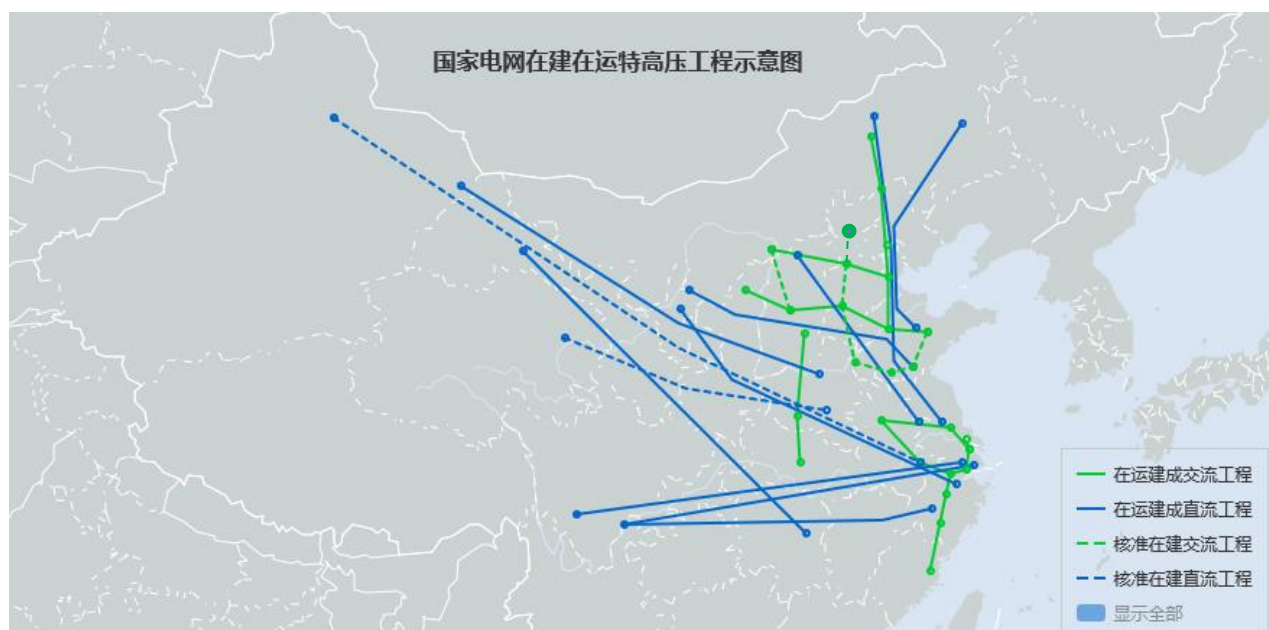 国家电网在建在运特高压工程示意图
在运建成交流工程
在运建成直流工程
核准在建交流工程
核准在建直流工程
显示全部